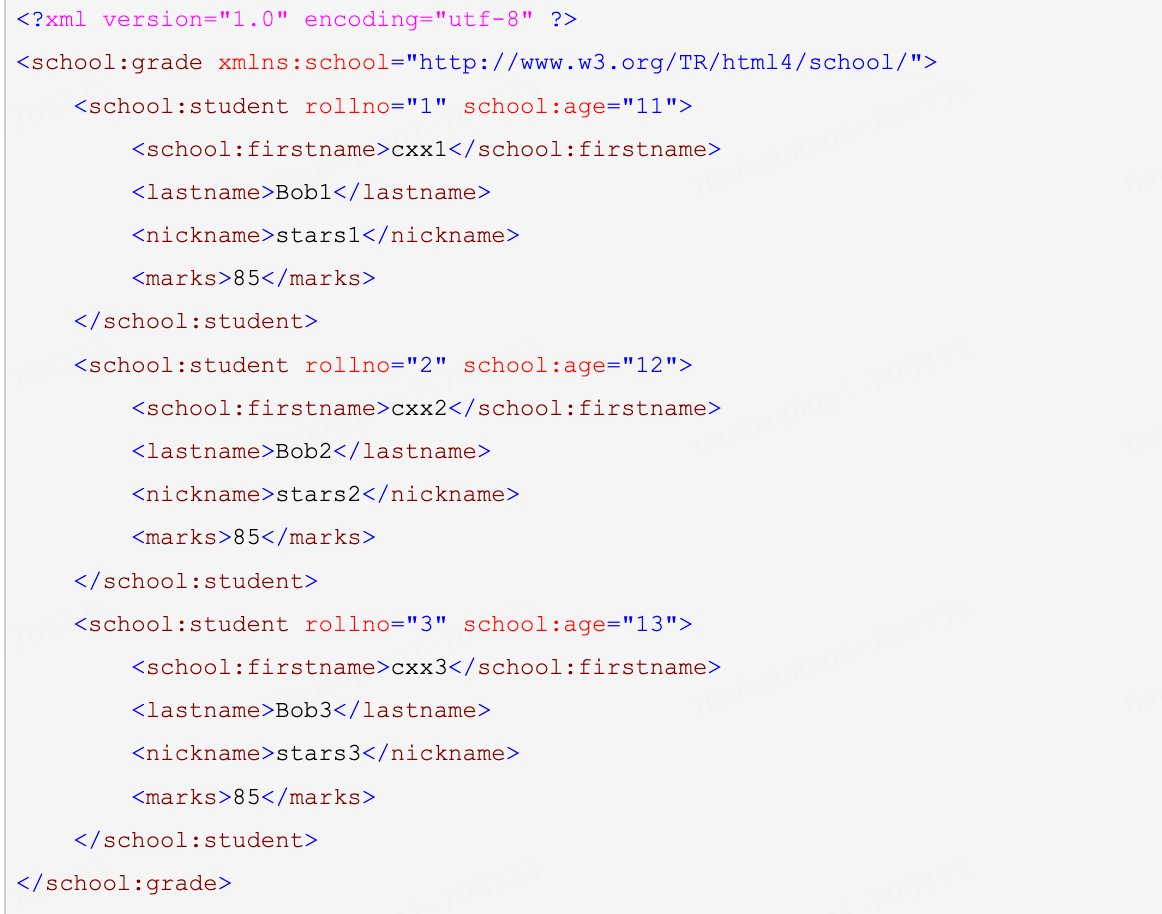 <?xml version="1.0" encoding="utf-8" ?>
<school:grade xmlns:school="http://www.w3.org/TR/html4/school/">
    <school:student rollno="1" school:age="11">
        <school:firstname>cxx1</school:firstname>
        <lastname>Bob1</lastname>
        <nickname>stars1</nickname>
        <marks>85</marks>
    </school:student>
    <school:student rollno="2" school:age="12">
        <school:firstname>cxx2</school:firstname>
        <lastname>Bob2</lastname>
        <nickname>stars2</nickname>
        <marks>85</marks>
    </school:student>
    <school:student rollno="3" school:age="13">
        <school:firstname>cxx3</school:firstname>
        <lastname>Bob3</lastname>
        <nickname>stars3</nickname>
        <marks>85</marks>
    </school:student>
</school:grade>